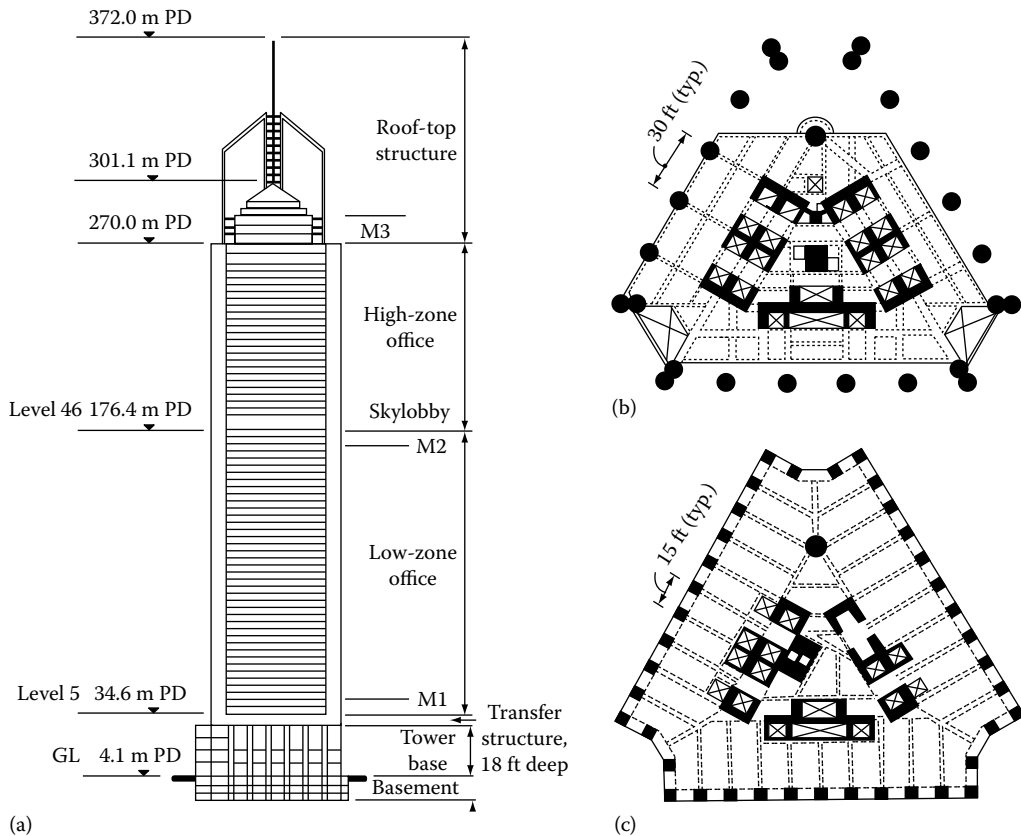 372.0 m PD
Roof-top
structure
301.1 m PD
M3
270.0 m PD
High-zone
office
Level 46 176.4 m PD
Skylobby
M2
Low-zone
office
Level 5 34.6 m PD
M1
Transfer
structure,
18 ft deep
Tower
base
GL 4.1 m PD
Basement
(a)
30 ft (typ.)
(b)
15 ft (typ.)
(c)